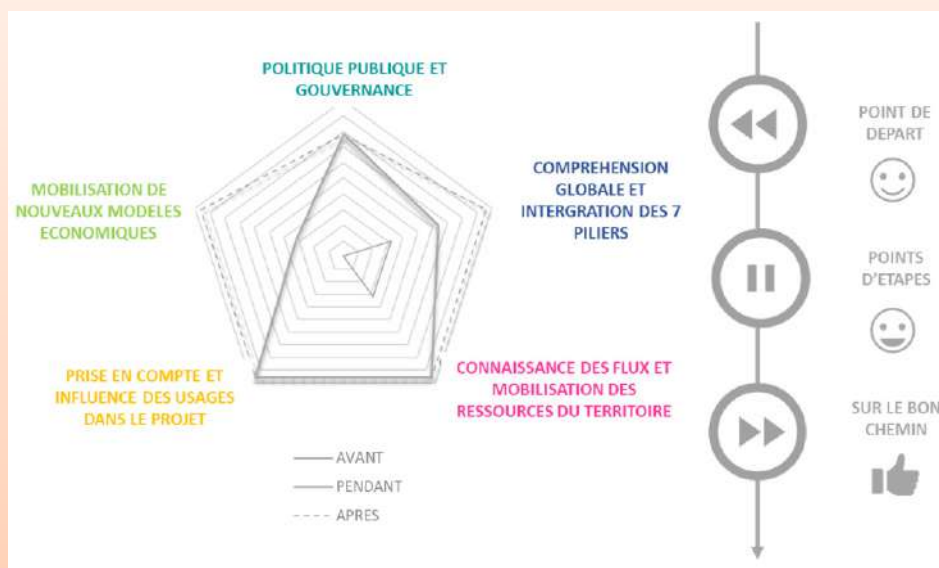 POLITIQUE PUBLIQUE ET
GOUVERNANCE
MOBILISATION DE
NOUVEAUX MODELES
ECONOMIQUES
COMPREHENSION
GLOBALE ET
INTERGRATION DES 7
PILIERS
PRISE EN COMPTE ET
INFLUENCE DES USAGES
DANS LE PROJET
CONNAISSANCE DES FLUX ET
MOBILISATION DES
RESSOURCES DU TERRITOIRE
AVANT
PENDANT
APRES
POINT DE
DEPART
POINTS
D'ETAPES
SUR LE BON
CHEMIN